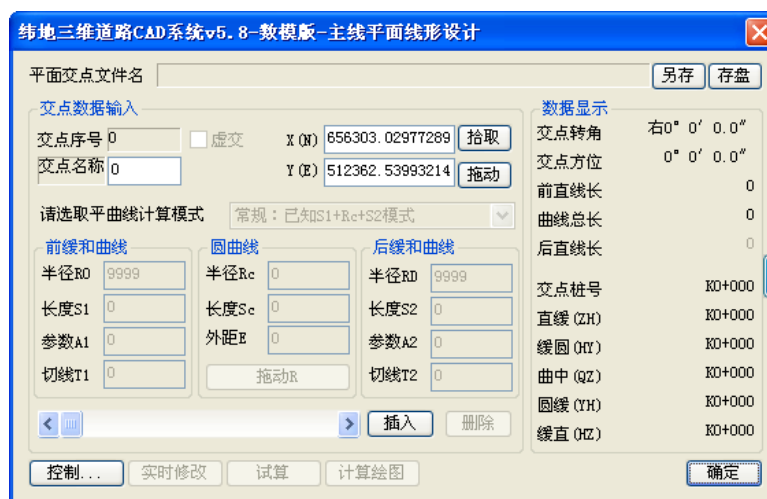 纬地三维道路CAD系统v5.8-数模版-主线平面线形设计
平面交点文件名 另存 存盘
交点数据输入
交点序号 0 虚交 X(N) 656303.02977289 拾取
交点名称 0 Y(E) 512362.53993214 拖动
请选取平曲线计算模式 常规：已知S1+Rc+S2模式
前缓和曲线 圆曲线 后缓和曲线
半径RO 9999 半径Rc 0 半径RD 9999
长度S1 0 长度Sc 0 长度S2 0
参数A1 0 外距E 0 参数A2 0
切线T1 0 拖动R 切线T2 0
插入 删除
控制... 实时修改 试算 计算绘图 确定
数据显示
交点转角 右0° 0′ 0.0″
交点方位 0° 0′ 0.0″
前直线长 0
曲线总长 0
后直线长 0
交点桩号 K0+000
直缓(ZH) K0+000
缓圆(HY) K0+000
曲中(QZ) K0+000
圆缓(YH) K0+000
缓直(HZ) K0+000